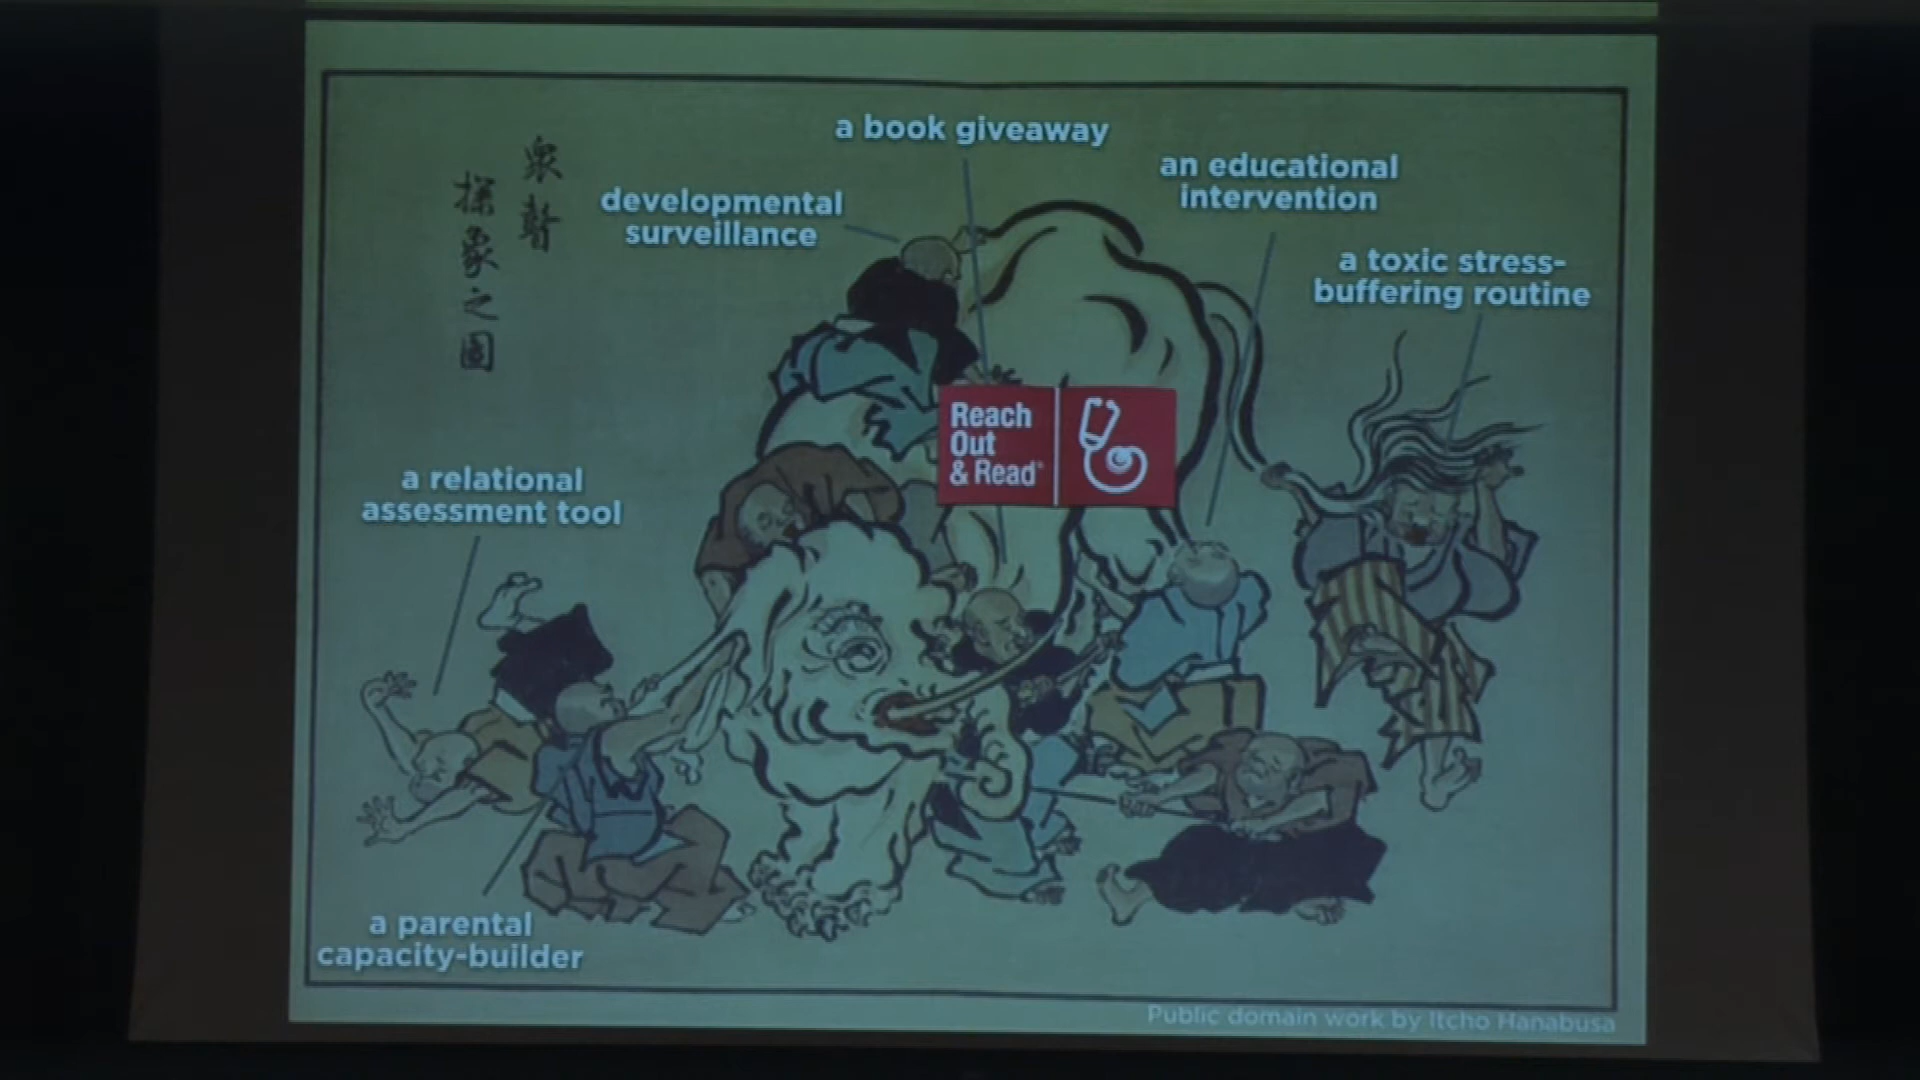 a book giveaway
an educational
intervention
developmental
surveillance
a toxic stress-
buffering routine
衆瞽
探象之圖
Reach
Out
& Read®
a relational
assessment tool
a parental
capacity-builder
Public domain work by Itcho Hanabusa